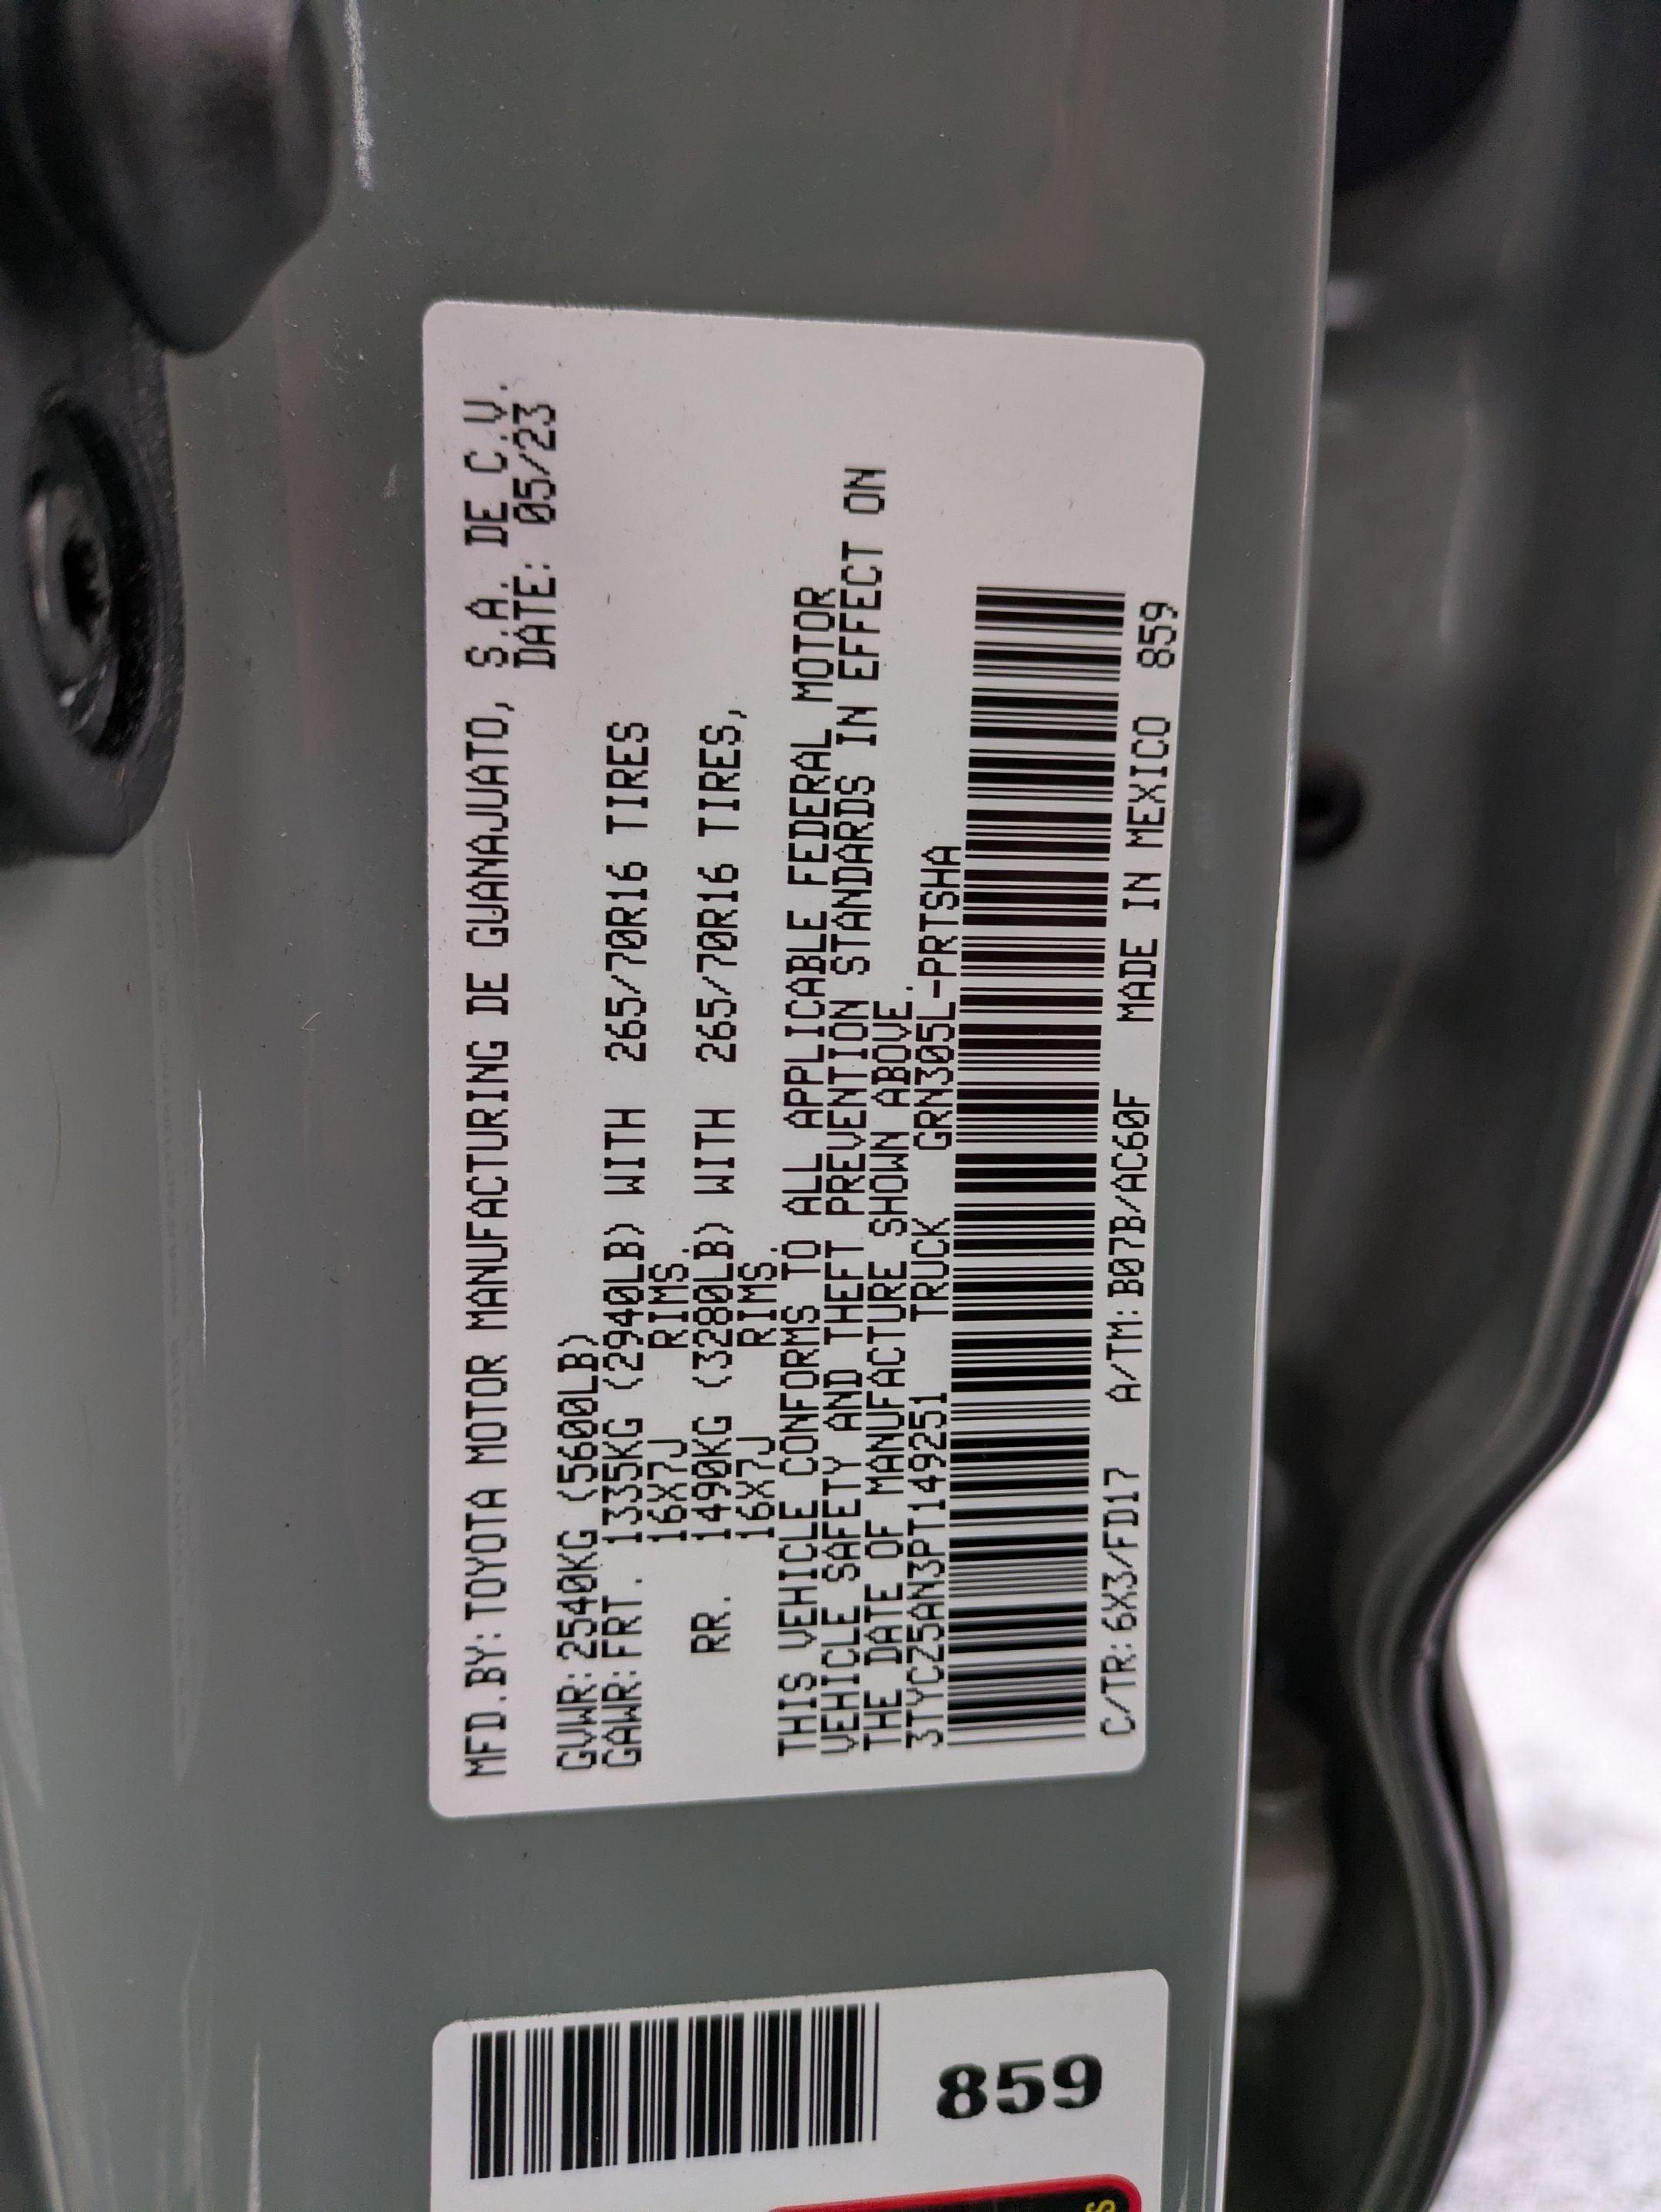 MFD.BY:TOYOTA MOTOR MANUFACTURING DE GUANAJUATO, S.A. DE C.V.
DATE: 05/23
GVWR:2540KG (5600LB)
GAWR:FRT. 1335KG (2940LB) WITH 265/70R16 TIRES
16X7J RIMS.
RR. 1490KG (3280LB) WITH 265/70R16 TIRES,
16X7J RIMS.
THIS VEHICLE CONFORMS TO ALL APPLICABLE FEDERAL MOTOR
VEHICLE SAFETY AND THEFT PREVENTION STANDARDS IN EFFECT ON
THE DATE OF MANUFACTURE SHOWN ABOVE.
3TYCZ5AN3PT149251 TRUCK GRN305L-PRTSHA
C/TR:6X3/FD17 A/TM:B07B/AC60F MADE IN MEXICO 859
859